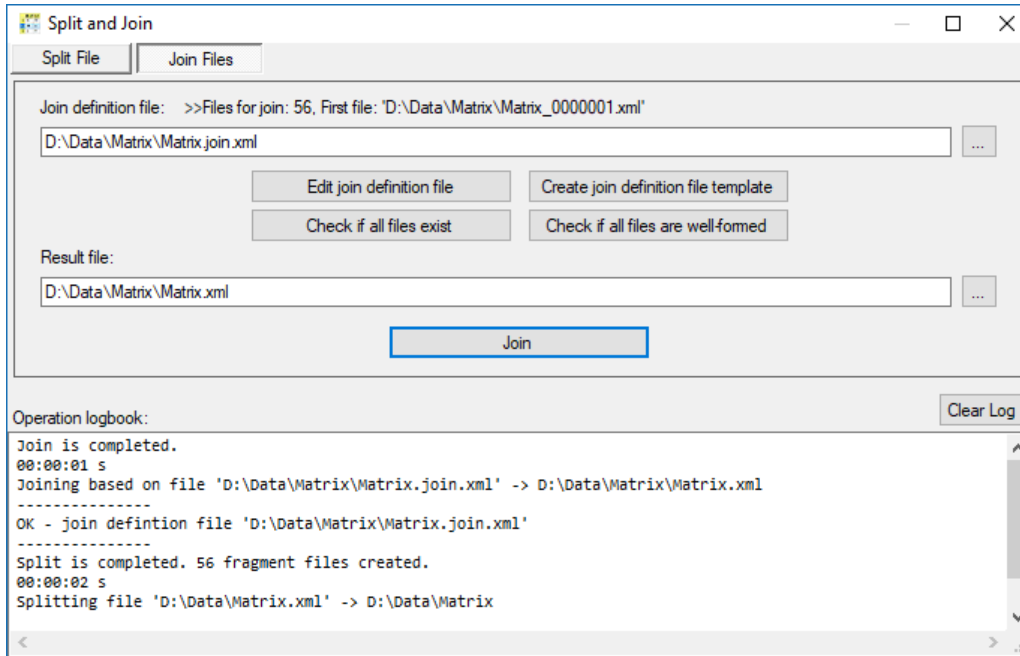 Split and Join
Split File Join Files
Join definition file: >>Files for join: 56, First file: 'D:\Data\Matrix\Matrix_0000001.xml'
D:\Data\Matrix\Matrix.join.xml ...
Edit join definition file Create join definition file template
Check if all files exist Check if all files are well-formed
Result file:
D:\Data\Matrix\Matrix.xml ...
Join
Operation logbook: Clear Log
Join is completed.
00:00:01 s
Joining based on file 'D:\Data\Matrix\Matrix.join.xml' -> D:\Data\Matrix\Matrix.xml
---------------
OK - join defintion file 'D:\Data\Matrix\Matrix.join.xml'
---------------
Split is completed. 56 fragment files created.
00:00:02 s
Splitting file 'D:\Data\Matrix.xml' -> D:\Data\Matrix